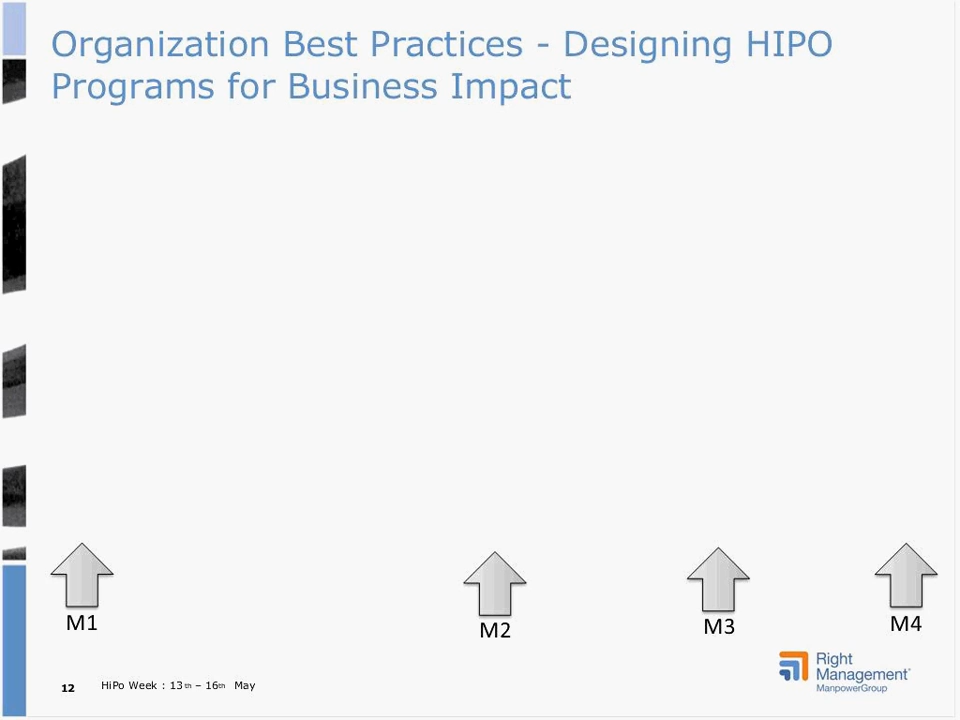 Organization Best Practices - Designing HIPO
Programs for Business Impact
M1
M2
M3
M4
12
HiPo Week : 13th – 16th May
Right
Management
ManpowerGroup